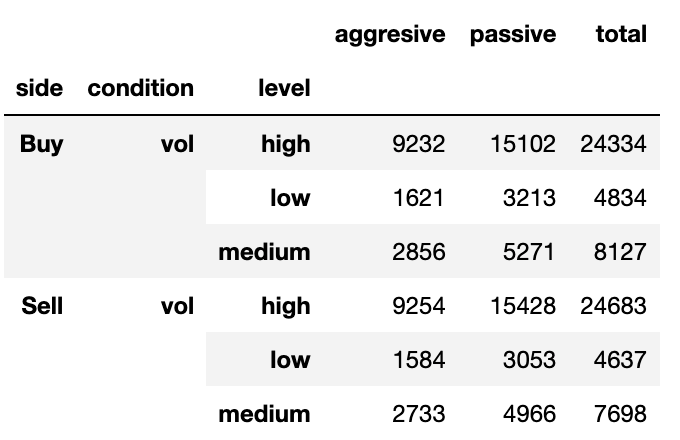 aggresive passive total
side condition level
Buy vol high 9232 15102 24334
low 1621 3213 4834
medium 2856 5271 8127
Sell vol high 9254 15428 24683
low 1584 3053 4637
medium 2733 4966 7698